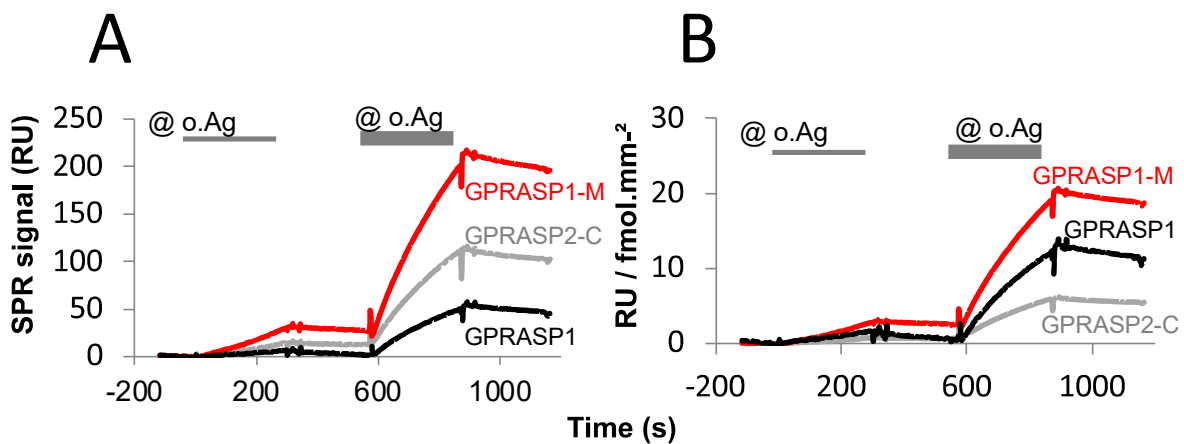 A
B
SPR signal (RU)
250
200
150
100
50
0
@ o.Ag
@ o.Ag
GPRASP1-M
GPRASP2-C
GPRASP1
-200
200
600
1000
RU / fmol.mm-²
30
20
10
0
@ o.Ag
@ o.Ag
GPRASP1-M
GPRASP1
GPRASP2-C
-200
200
600
1000
Time (s)